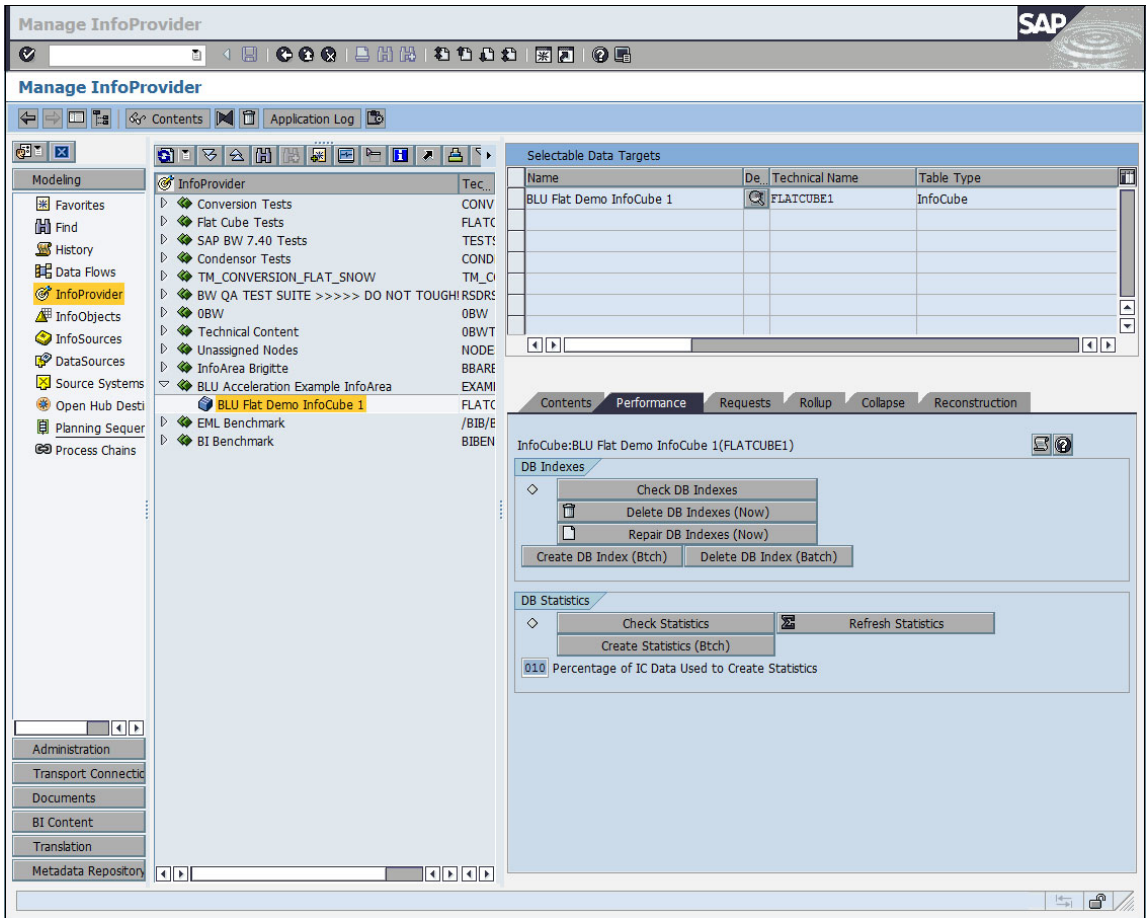 Manage InfoProvider
SAP
Manage InfoProvider
Contents
Application Log
Modeling
Favorites
Find
History
Data Flows
InfoProvider
InfoObjects
InfoSources
DataSources
Source Systems
Open Hub Desti
Planning Sequer
Process Chains
Administration
Transport Connectic
Documents
BI Content
Translation
Metadata Repository
InfoProvider Tec...
Conversion Tests CONV
Flat Cube Tests FLATC
SAP BW 7.40 Tests TESTS
Condensor Tests COND
TM_CONVERSION_FLAT_SNOW TM_C
BW QA TEST SUITE >>>>> DO NOT TOUGH! RSDRS
0BW 0BW
Technical Content 0BWT
Unassigned Nodes NODE
InfoArea Brigitte BBARE
BLU Acceleration Example InfoArea EXAM
BLU Flat Demo InfoCube 1 FLATC
EML Benchmark /BIB/B
BI Benchmark BIBEN
Selectable Data Targets
Name De... Technical Name Table Type
BLU Flat Demo InfoCube 1 FLATCUBE1 InfoCube
Contents Performance Requests Rollup Collapse Reconstruction
InfoCube:BLU Flat Demo InfoCube 1(FLATCUBE1)
DB Indexes
Check DB Indexes
Delete DB Indexes (Now)
Repair DB Indexes (Now)
Create DB Index (Btch) Delete DB Index (Batch)
DB Statistics
Check Statistics Refresh Statistics
Create Statistics (Btch)
010 Percentage of IC Data Used to Create Statistics